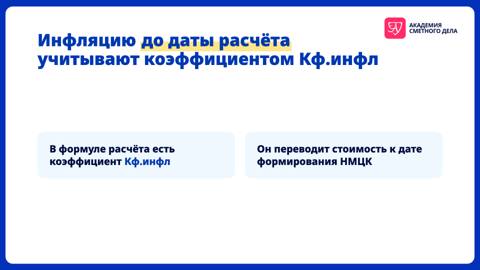 АКАДЕМИЯ
СМЕТНОГО ДЕЛА
Инфляцию до даты расчёта
учитывают коэффициентом Кф.инфл
В формуле расчёта есть
коэффициент Кф.инфл
Он переводит стоимость к дате
формирования НМЦК